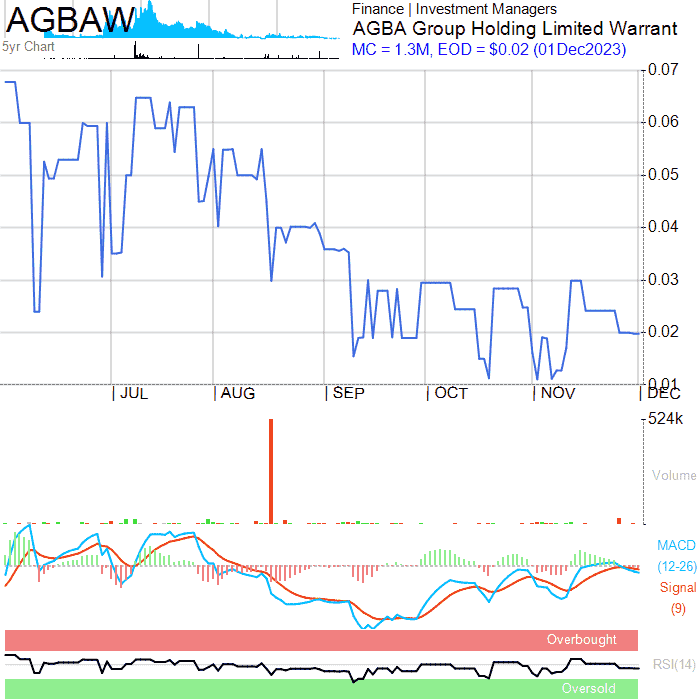 AGBAW
5yr Chart
Finance | Investment Managers
AGBA Group Holding Limited Warrant
MC = 1.3M, EOD = $0.02 (01Dec2023)
0.07
0.06
0.05
0.04
0.03
0.02
0.01
JUL AUG SEP OCT NOV DEC
524k
Volume
MACD
(12-26)
Signal
(9)
Overbought
RSI(14)
Oversold